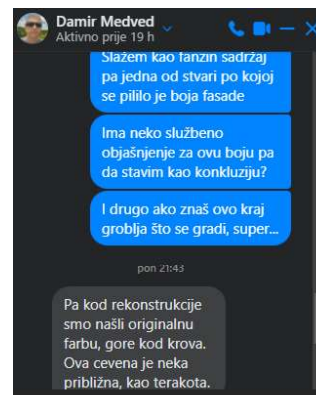 Damir Medved
Aktivno prije 19 h
Slažem kao fanzin sadržaj
pa jedna od stvari po kojoj
se pililo je boja fasade
Ima neko službeno
objašnjenje za ovu boju pa
da stavim kao konkluziju?
I drugo ako znaš ovo kraj
groblja što se gradi, super...
pon 21:43
Pa kod rekonstrukcije
smo našli originalnu
farbu, gore kod krova.
Ova cevena je neka
približna, kao terakota.